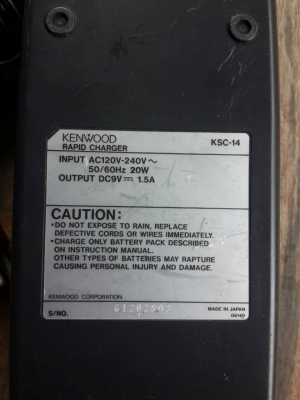 KENWOOD
RAPID CHARGER KSC-14
INPUT AC120V-240V～
50/60Hz 20W
OUTPUT DC9V⎓ 1.5A
CAUTION:
•DO NOT EXPOSE TO RAIN, REPLACE
DEFECTIVE CORDS OR WIRES IMMEDIATELY.
•CHARGE ONLY BATTERY PACK DESCRIBED
ON INSTRUCTION MANUAL.
OTHER TYPES OF BATTERIES MAY RAPTURE
CAUSING PERSONAL INJURY AND DAMAGE.
KENWOOD CORPORATION
S/NO. MADE IN JAPAN